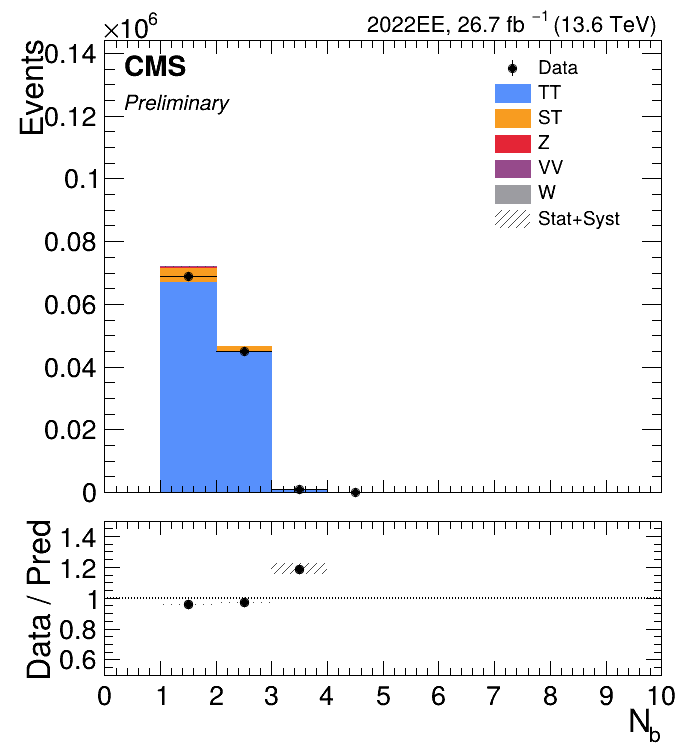 ×10⁶
2022EE, 26.7 fb ⁻¹ (13.6 TeV)
Events
0.14
0.12
0.1
0.08
0.06
0.04
0.02
0
CMS
Preliminary
Data
TT
ST
Z
VV
W
Stat+Syst
Data / Pred
1.4
1.2
1
0.8
0.6
0 1 2 3 4 5 6 7 8 9 10
N_b